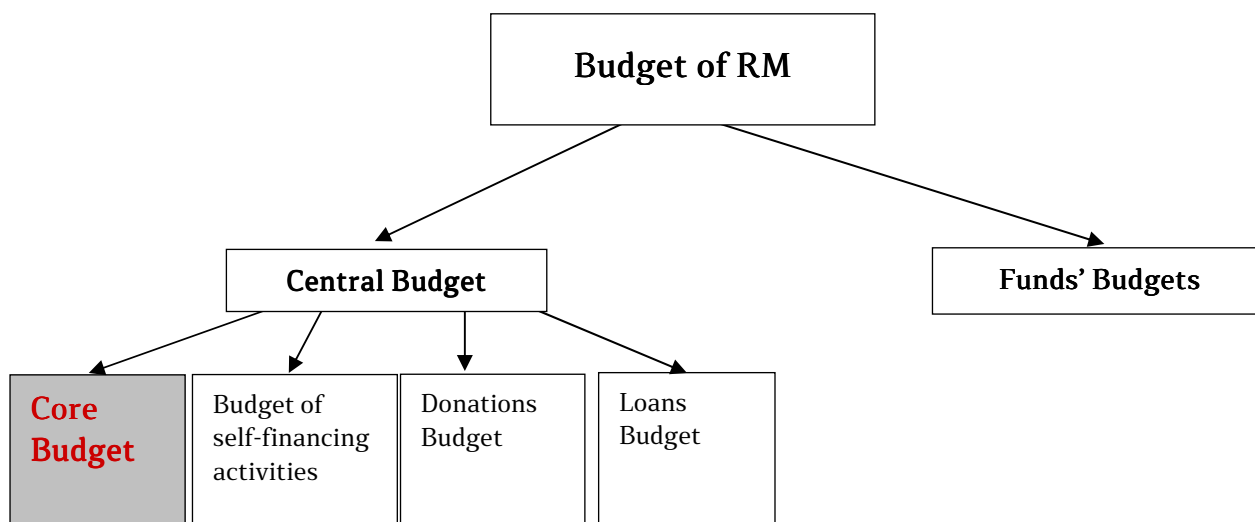 Budget of RM
Central Budget
Funds’ Budgets
Core
Budget
Budget of
self-financing
activities
Donations
Budget
Loans
Budget